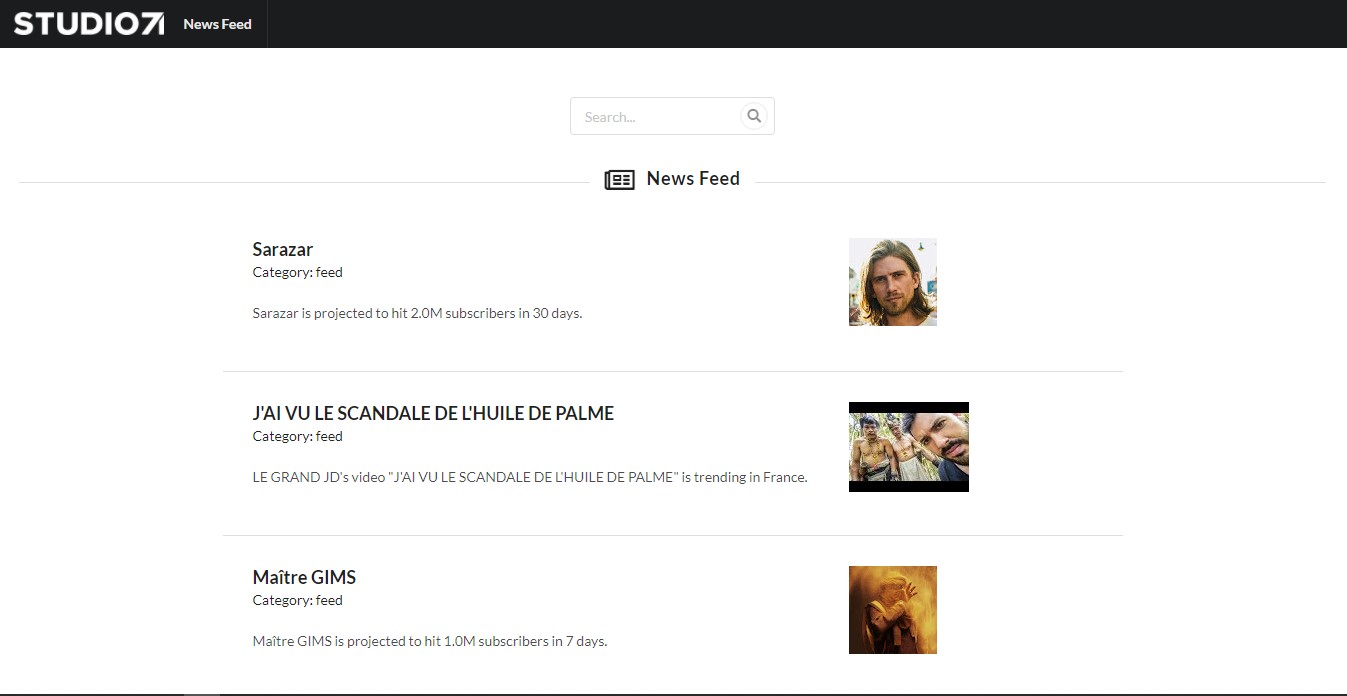 STUDIO71 News Feed
Search...
News Feed
Sarazar
Category: feed
Sarazar is projected to hit 2.0M subscribers in 30 days.
J'AI VU LE SCANDALE DE L'HUILE DE PALME
Category: feed
LE GRAND JD's video "J'AI VU LE SCANDALE DE L'HUILE DE PALME" is trending in France.
Maître GIMS
Category: feed
Maître GIMS is projected to hit 1.0M subscribers in 7 days.